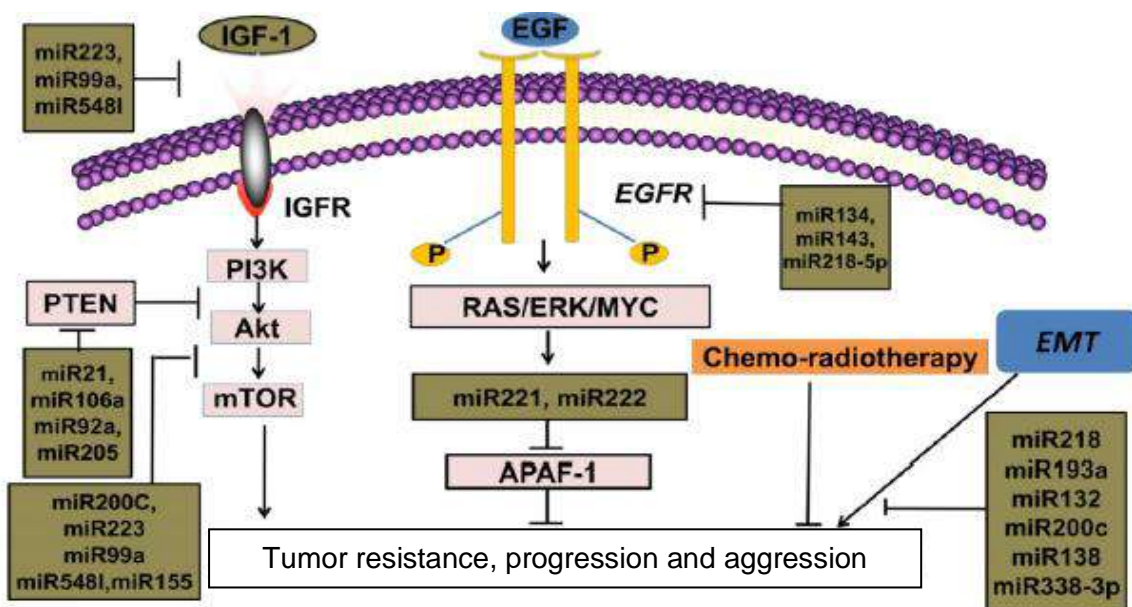 miR223,
miR99a,
miR548l
IGF-1
EGF
IGFR
EGFR
miR134,
miR143,
miR218-5p
P
P
PI3K
PTEN
Akt
mTOR
miR21,
miR106a
miR92a,
miR205
miR200C,
miR223
miR99a
miR548l,miR155
RAS/ERK/MYC
miR221, miR222
APAF-1
Chemo-radiotherapy
EMT
miR218
miR193a
miR132
miR200c
miR138
miR338-3p
Tumor resistance, progression and aggression